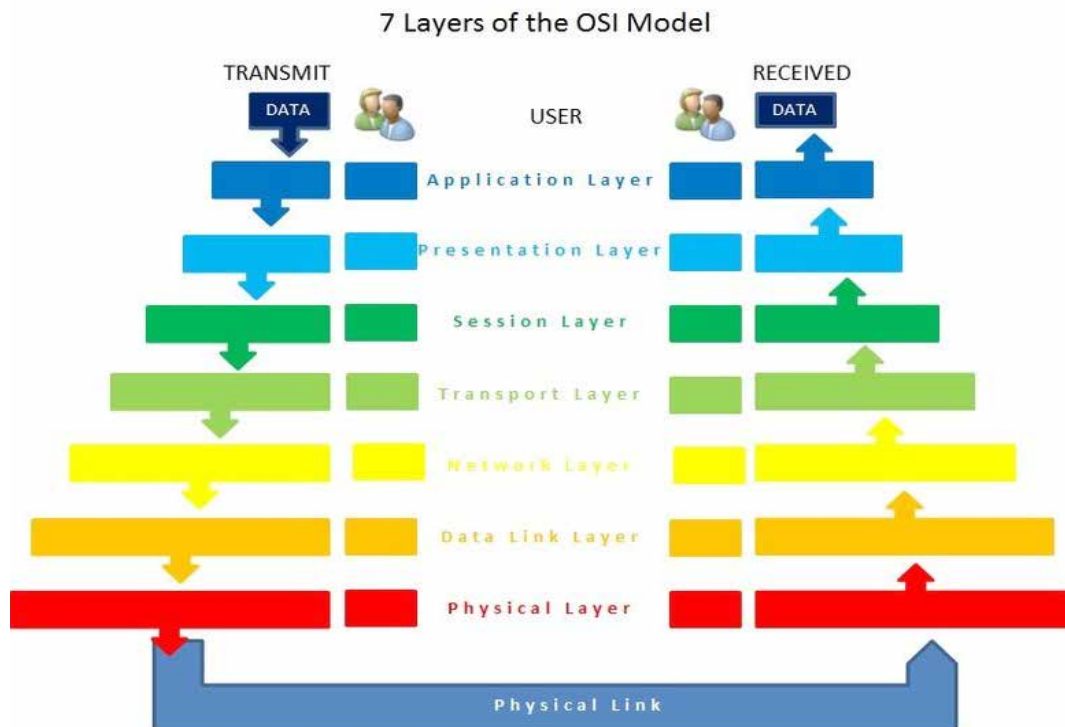 7 Layers of the OSI Model
TRANSMIT
RECEIVED
DATA
USER
DATA
Application Layer
Presentation Layer
Session Layer
Transport Layer
Network Layer
Data Link Layer
Physical Layer
Physical Link